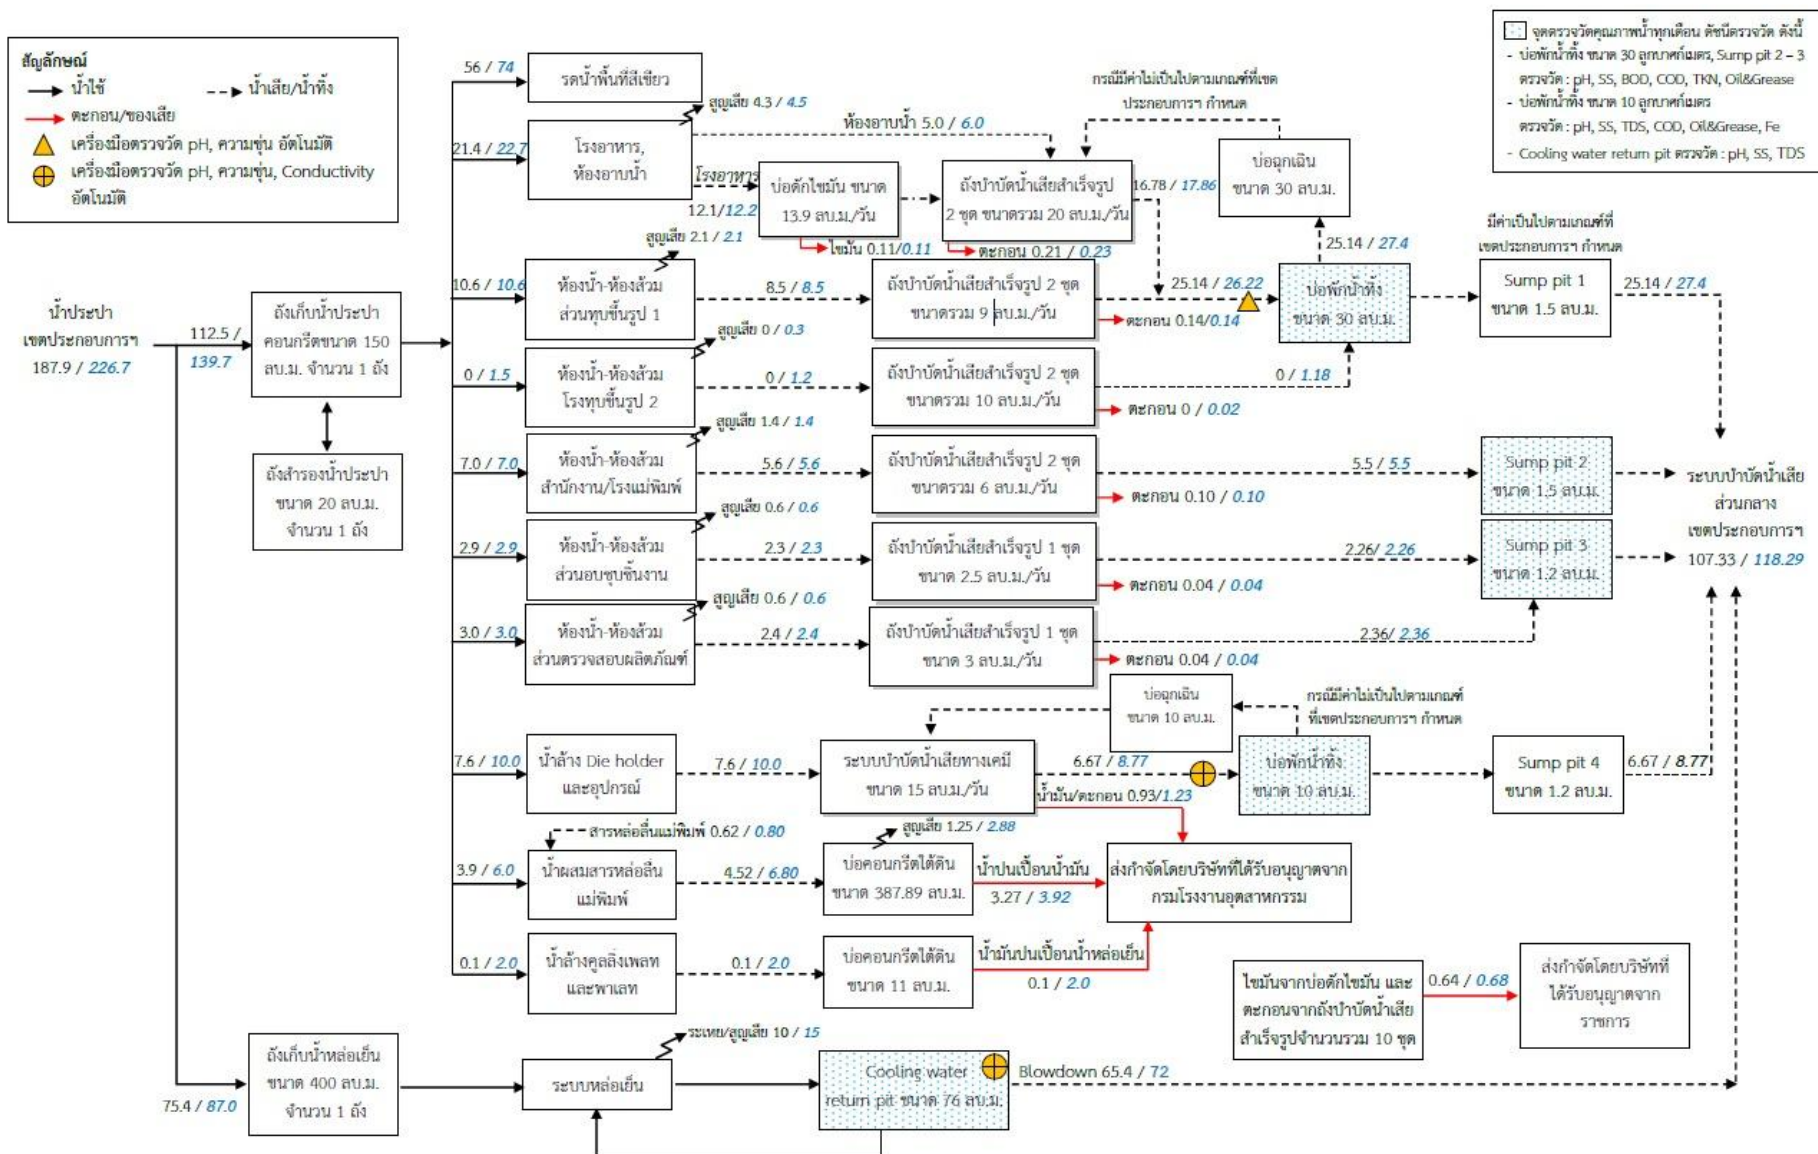 สัญลักษณ์
น้ำใช้
น้ำเสีย/น้ำทิ้ง
ตะกอน/ของเสีย
เครื่องมือตรวจวัด pH, ความขุ่น อัตโนมัติ
เครื่องมือตรวจวัด pH, ความขุ่น, Conductivity
อัตโนมัติ
จุดตรวจวัดคุณภาพน้ำทุกเดือน ดัชนีตรวจวัด ดังนี้
- บ่อพักน้ำทิ้ง ขนาด 30 ลูกบาศก์เมตร, Sump pit 2 – 3
ตรวจวัด : pH, SS, BOD, COD, TKN, Oil&Grease
- บ่อพักน้ำทิ้ง ขนาด 10 ลูกบาศก์เมตร
ตรวจวัด : pH, SS, TDS, COD, Oil&Grease, Fe
- Cooling water return pit ตรวจวัด : pH, SS, TDS
น้ำประปา
เขตประกอบการฯ
187.9 / 226.7
112.5 /
139.7
ถังเก็บน้ำประปา
คอนกรีตขนาด 150
ลบ.ม. จำนวน 1 ถัง
ถังสำรองน้ำประปา
ขนาด 20 ลบ.ม.
จำนวน 1 ถัง
56 / 74
รดน้ำพื้นที่สีเขียว
21.4 / 22.7
โรงอาหาร,
ห้องอาบน้ำ
สูญเสีย 4.3 / 4.5
ห้องอาบน้ำ 5.0 / 6.0
โรงอาหาร
12.1/12.2
บ่อดักไขมัน ขนาด
13.9 ลบ.ม./วัน
ไขมัน 0.11/0.11
ถังบำบัดน้ำเสียสำเร็จรูป
2 ชุด ขนาดรวม 20 ลบ.ม./วัน
ตะกอน 0.21 / 0.23
16.78 / 17.86
กรณีมีค่าไม่เป็นไปตามเกณฑ์ที่เขต
ประกอบการฯ กำหนด
บ่อฉุกเฉิน
ขนาด 30 ลบ.ม.
25.14 / 27.4
มีค่าเป็นไปตามเกณฑ์ที่
เขตประกอบการฯ กำหนด
10.6 / 10.6
ห้องน้ำ-ห้องส้วม
ส่วนทุบขึ้นรูป 1
สูญเสีย 2.1 / 2.1
8.5 / 8.5
ถังบำบัดน้ำเสียสำเร็จรูป 2 ชุด
ขนาดรวม 9 ลบ.ม./วัน
ตะกอน 0.14/0.14
25.14 / 26.22
บ่อพักน้ำทิ้ง
ขนาด 30 ลบ.ม.
Sump pit 1
ขนาด 1.5 ลบ.ม.
25.14 / 27.4
0 / 1.5
ห้องน้ำ-ห้องส้วม
โรงทุบขึ้นรูป 2
สูญเสีย 0 / 0.3
0 / 1.2
ถังบำบัดน้ำเสียสำเร็จรูป 2 ชุด
ขนาดรวม 10 ลบ.ม./วัน
ตะกอน 0 / 0.02
0 / 1.18
7.0 / 7.0
ห้องน้ำ-ห้องส้วม
สำนักงาน/โรงแม่พิมพ์
สูญเสีย 1.4 / 1.4
5.6 / 5.6
ถังบำบัดน้ำเสียสำเร็จรูป 2 ชุด
ขนาดรวม 6 ลบ.ม./วัน
ตะกอน 0.10 / 0.10
5.5 / 5.5
Sump pit 2
ขนาด 1.5 ลบ.ม.
ระบบบำบัดน้ำเสีย
ส่วนกลาง
เขตประกอบการฯ
107.33 / 118.29
2.9 / 2.9
ห้องน้ำ-ห้องส้วม
ส่วนอบชุบชิ้นงาน
สูญเสีย 0.6 / 0.6
2.3 / 2.3
ถังบำบัดน้ำเสียสำเร็จรูป 1 ชุด
ขนาด 2.5 ลบ.ม./วัน
ตะกอน 0.04 / 0.04
2.26/ 2.26
Sump pit 3
ขนาด 1.2 ลบ.ม.
3.0 / 3.0
ห้องน้ำ-ห้องส้วม
ส่วนตรวจสอบผลิตภัณฑ์
สูญเสีย 0.6 / 0.6
2.4 / 2.4
ถังบำบัดน้ำเสียสำเร็จรูป 1 ชุด
ขนาด 3 ลบ.ม./วัน
ตะกอน 0.04 / 0.04
2.36/ 2.36
บ่อฉุกเฉิน
ขนาด 10 ลบ.ม.
กรณีมีค่าไม่เป็นไปตามเกณฑ์
ที่เขตประกอบการฯ กำหนด
7.6 / 10.0
น้ำล้าง Die holder
และอุปกรณ์
7.6 / 10.0
ระบบบำบัดน้ำเสียทางเคมี
ขนาด 15 ลบ.ม./วัน
6.67 / 8.77
น้ำมัน/ตะกอน 0.93/1.23
บ่อพักน้ำทิ้ง
ขนาด 10 ลบ.ม.
Sump pit 4
ขนาด 1.2 ลบ.ม.
6.67 / 8.77
สารหล่อลื่นแม่พิมพ์ 0.62 / 0.80
3.9 / 6.0
น้ำผสมสารหล่อลื่น
แม่พิมพ์
4.52 / 6.80
สูญเสีย 1.25 / 2.88
บ่อคอนกรีตใต้ดิน
ขนาด 387.89 ลบ.ม.
น้ำปนเปื้อนน้ำมัน
3.27 / 3.92
ส่งกำจัดโดยบริษัทที่ได้รับอนุญาตจาก
กรมโรงงานอุตสาหกรรม
0.1 / 2.0
น้ำล้างคูลลิ่งเพลท
และพาเลท
0.1 / 2.0
บ่อคอนกรีตใต้ดิน
ขนาด 11 ลบ.ม.
น้ำมันปนเปื้อนน้ำหล่อเย็น
0.1 / 2.0
ไขมันจากบ่อดักไขมัน และ
ตะกอนจากถังบำบัดน้ำเสีย
สำเร็จรูปจำนวนรวม 10 ชุด
0.64 / 0.68
ส่งกำจัดโดยบริษัทที่
ได้รับอนุญาตจาก
ราชการ
75.4 / 87.0
ถังเก็บน้ำหล่อเย็น
ขนาด 400 ลบ.ม.
จำนวน 1 ถัง
ระบบหล่อเย็น
ระเหย/สูญเสีย 10 / 15
Cooling water
return pit ขนาด 76 ลบ.ม.
Blowdown 65.4 / 72